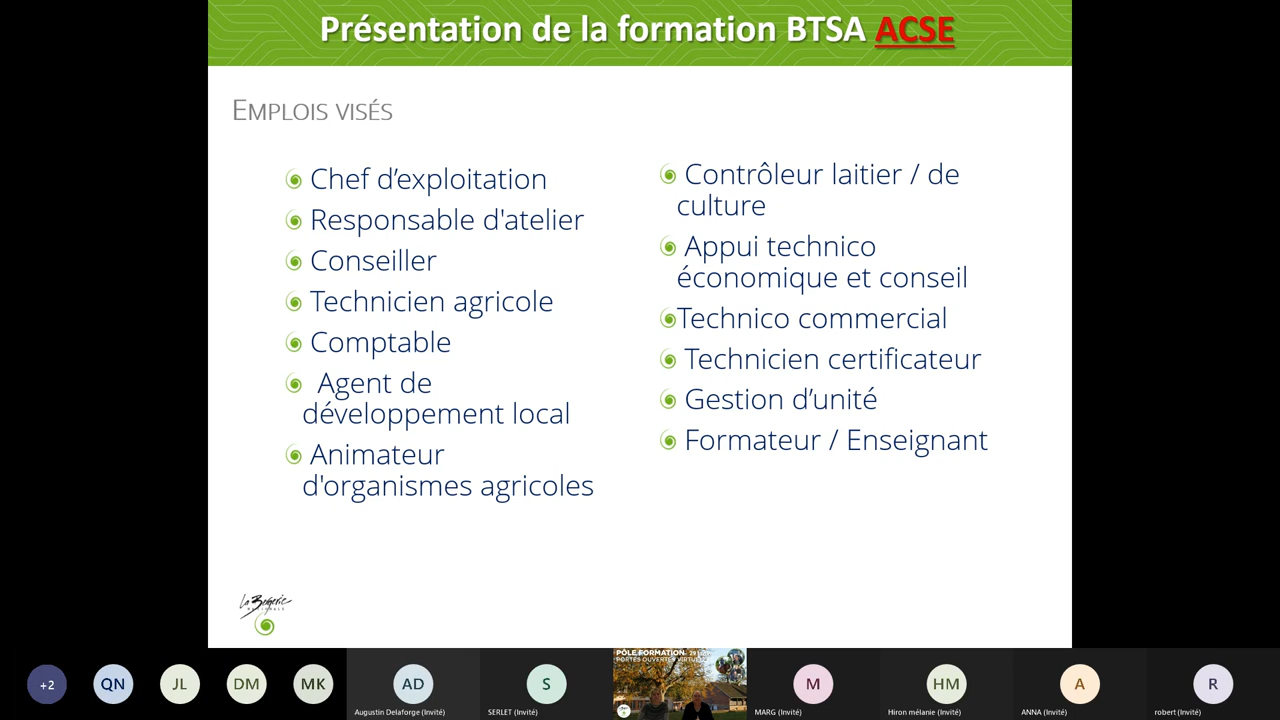 Présentation de la formation BTSA ACSE
EMPLOIS VISÉS
Chef d’exploitation
Responsable d'atelier
Conseiller
Technicien agricole
Comptable
Agent de
développement local
Animateur
d'organismes agricoles
Contrôleur laitier / de
culture
Appui technico
économique et conseil
Technico commercial
Technicien certificateur
Gestion d’unité
Formateur / Enseignant
La Bergerie
NATIONALE
+2
QN
JL
DM
MK
AD
Augustin Delaforge (Invité)
S
SERLET (Invité)
PÔLE FORMATION
PORTES OUVERTES VIRTUELLES
M
MARG (Invité)
HM
Hiron mélanie (Invité)
A
ANNA (Invité)
R
robert (Invité)